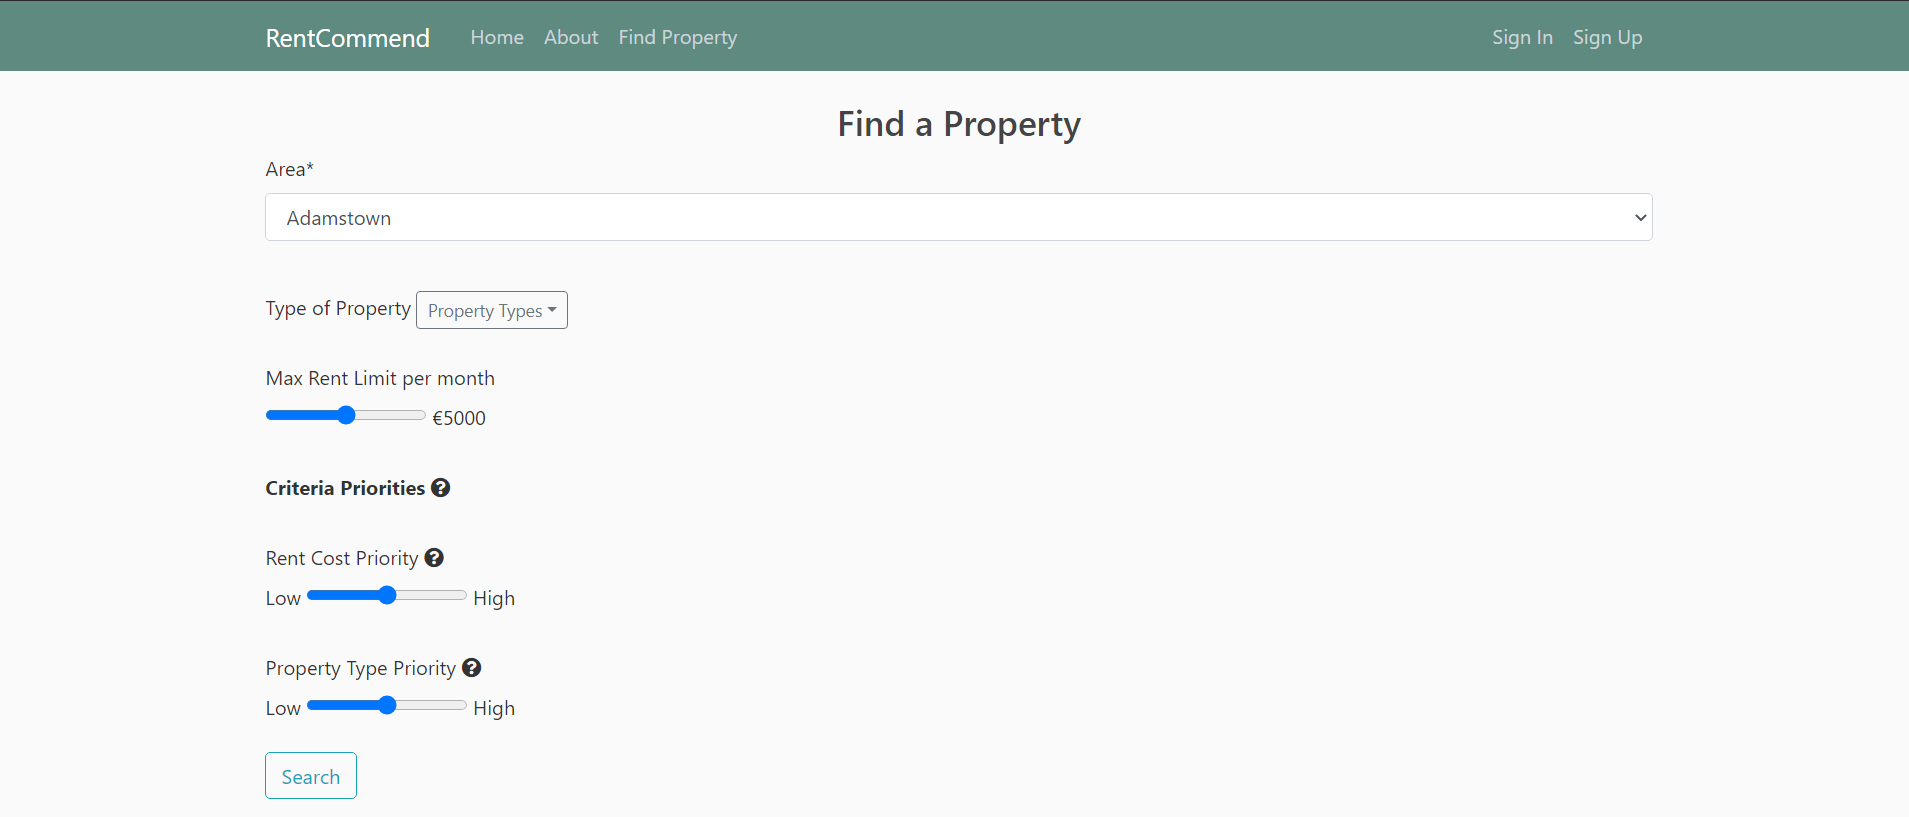 RentCommend Home About Find Property Sign In Sign Up
Find a Property
Area*
Adamstown
Type of Property Property Types
Max Rent Limit per month
€5000
Criteria Priorities ?
Rent Cost Priority ?
Low High
Property Type Priority ?
Low High
Search